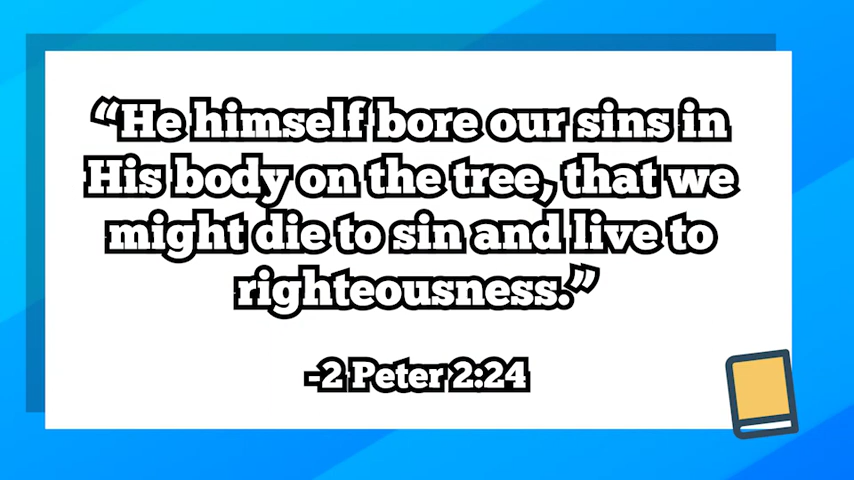 “He himself bore our sins in
His body on the tree, that we
might die to sin and live to
righteousness.”
-2 Peter 2:24